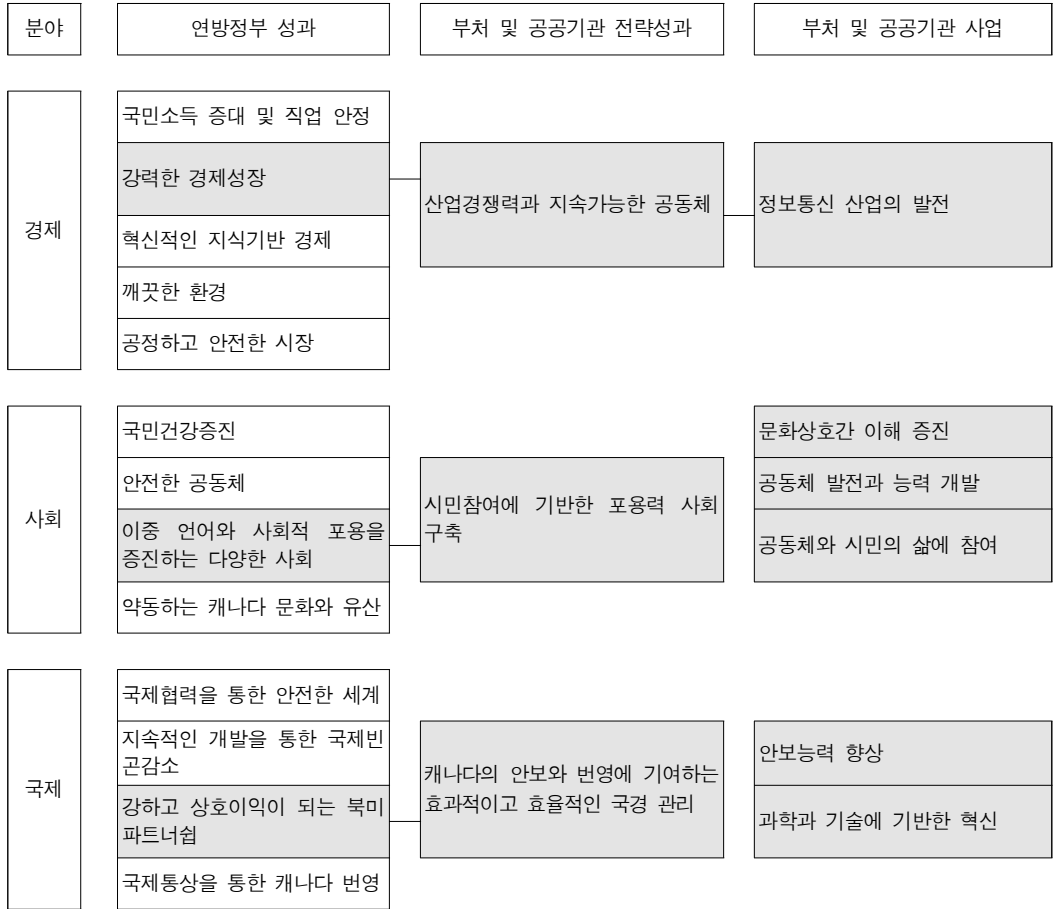 분야
연방정부 성과
부처 및 공공기관 전략성과
부처 및 공공기관 사업
경제
국민소득 증대 및 직업 안정
강력한 경제성장
혁신적인 지식기반 경제
깨끗한 환경
공정하고 안전한 시장
산업경쟁력과 지속가능한 공동체
정보통신 산업의 발전
사회
국민건강증진
안전한 공동체
이중 언어와 사회적 포용을
증진하는 다양한 사회
약동하는 캐나다 문화와 유산
시민참여에 기반한 포용력 사회
구축
문화상호간 이해 증진
공동체 발전과 능력 개발
공동체와 시민의 삶에 참여
국제
국제협력을 통한 안전한 세계
지속적인 개발을 통한 국제빈
곤감소
강하고 상호이익이 되는 북미
파트너쉽
국제통상을 통한 캐나다 번영
캐나다의 안보와 번영에 기여하는
효과적이고 효율적인 국경 관리
안보능력 향상
과학과 기술에 기반한 혁신